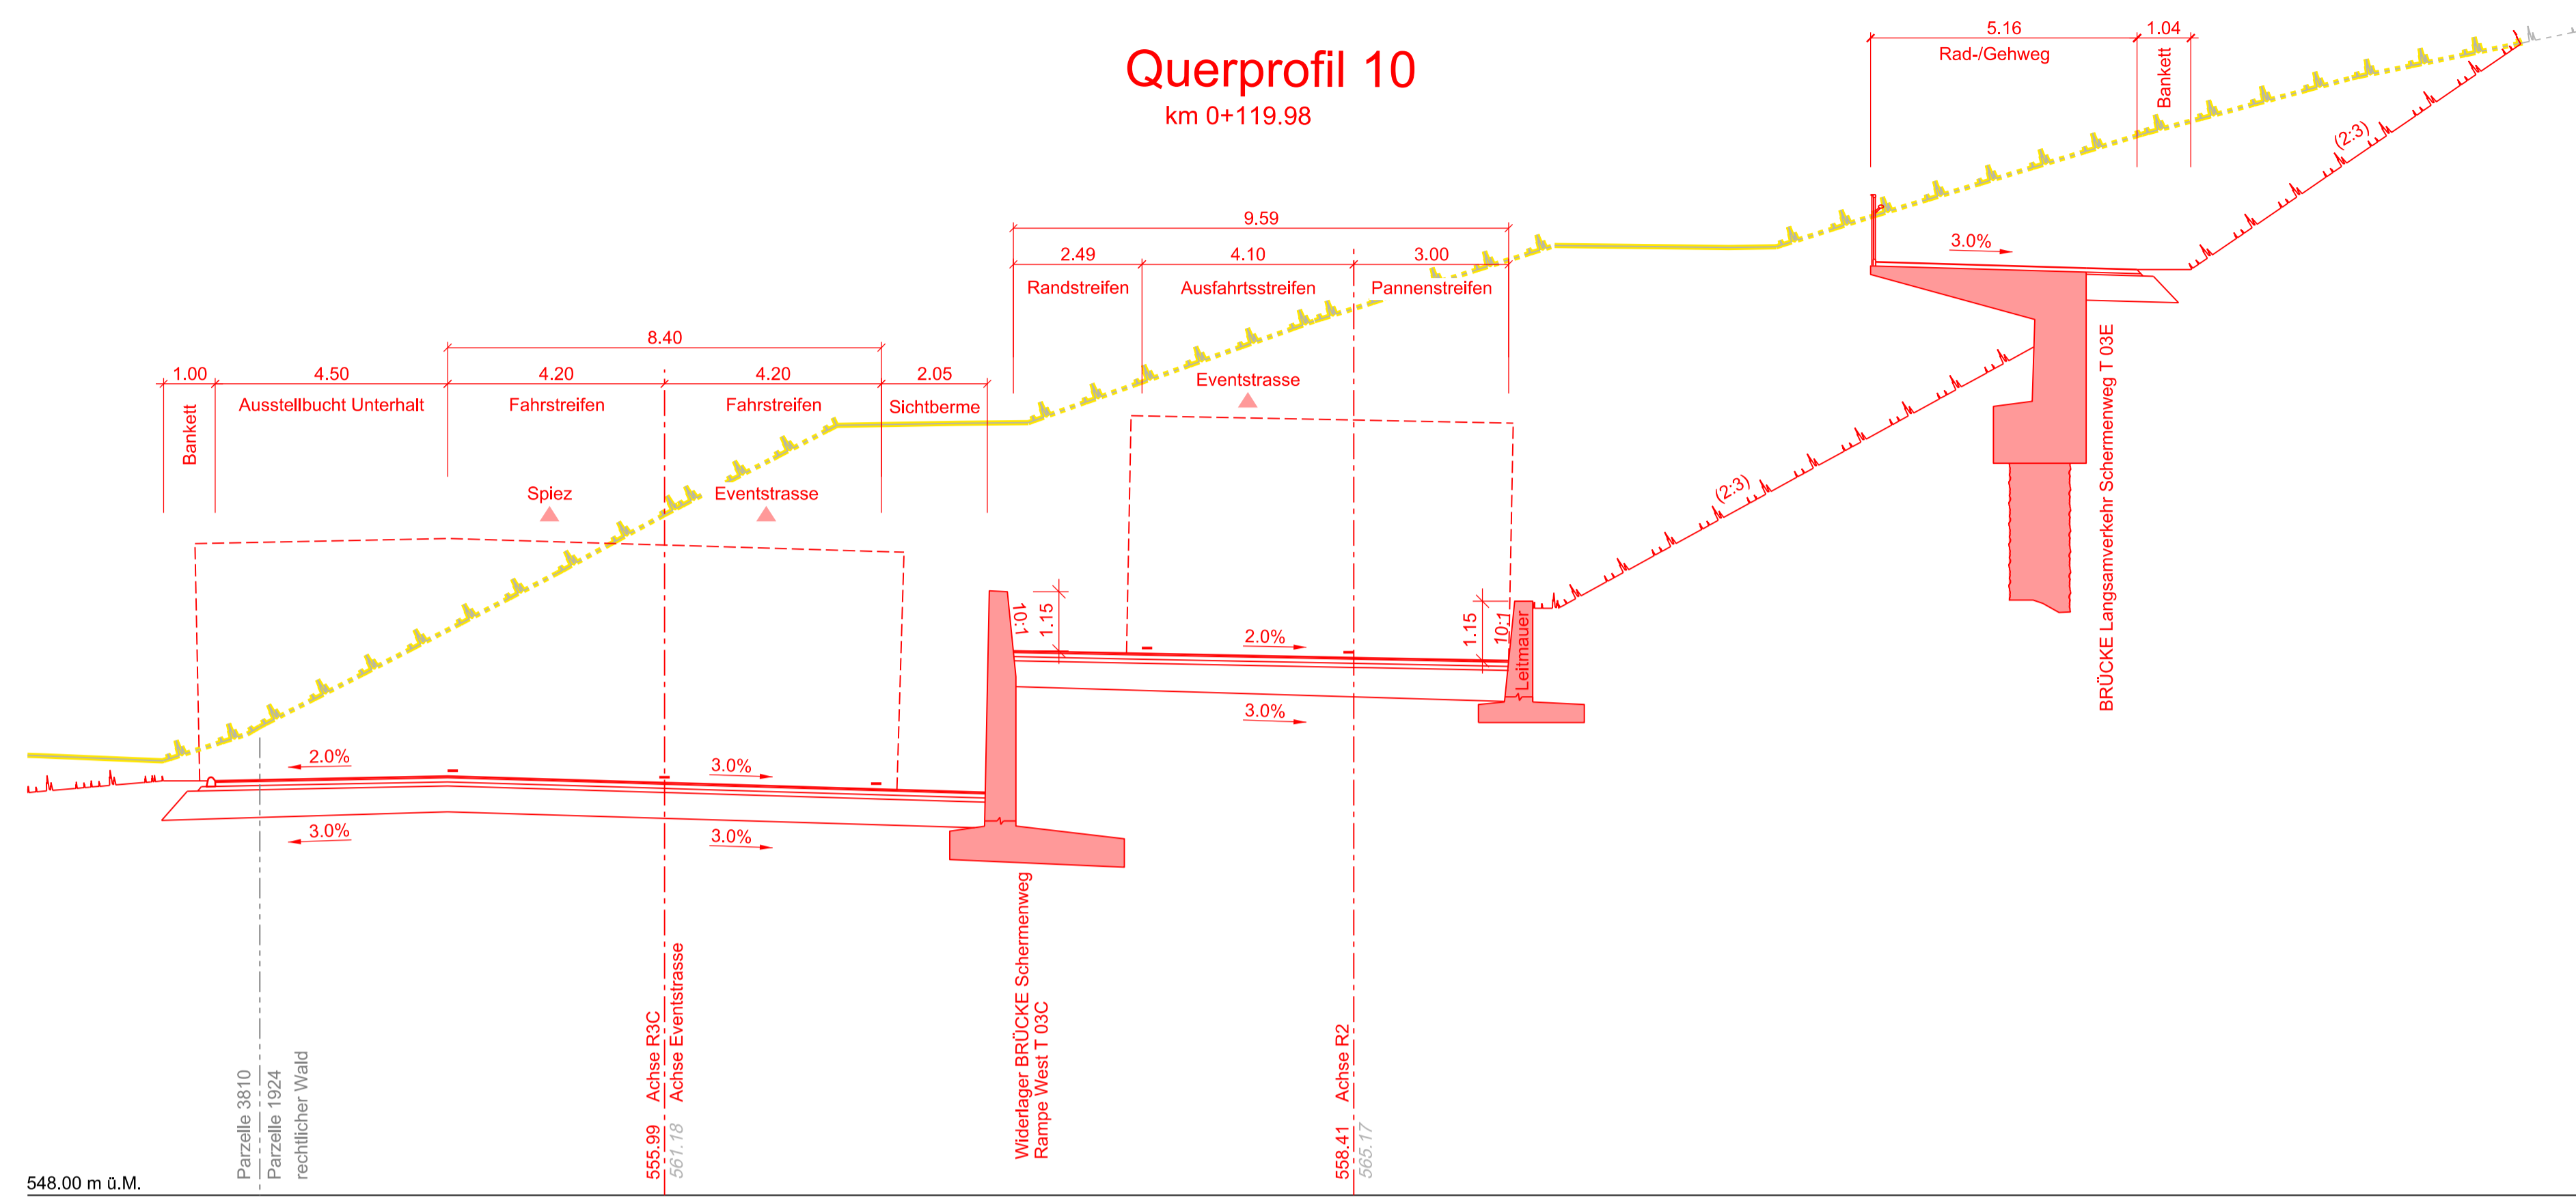 Querprofil 10
km 0+119.98
5.16
1.04
Rad-/Gehweg
Bankett
(2:3)
9.59
2.49
4.10
3.00
Randstreifen
Ausfahrtsstreifen
Pannenstreifen
3.0%
8.40
1.00
4.50
4.20
4.20
2.05
Bankett
Ausstellbucht Unterhalt
Fahrstreifen
Fahrstreifen
Sichtberme
Eventstrasse
Spiez
Eventstrasse
(2:3)
BRÜCKE Langsamverkehr Schermenweg T 03E
10:1
1.15
2.0%
1.15
10:1
Leitmauer
3.0%
2.0%
3.0%
3.0%
3.0%
Widerlager BRÜCKE Schermenweg
Rampe West T 03C
Parzelle 3810
Parzelle 1924
rechtlicher Wald
555.99 Achse R3C
561.18 Achse Eventstrasse
558.41 Achse R2
565.17
548.00 m ü.M.